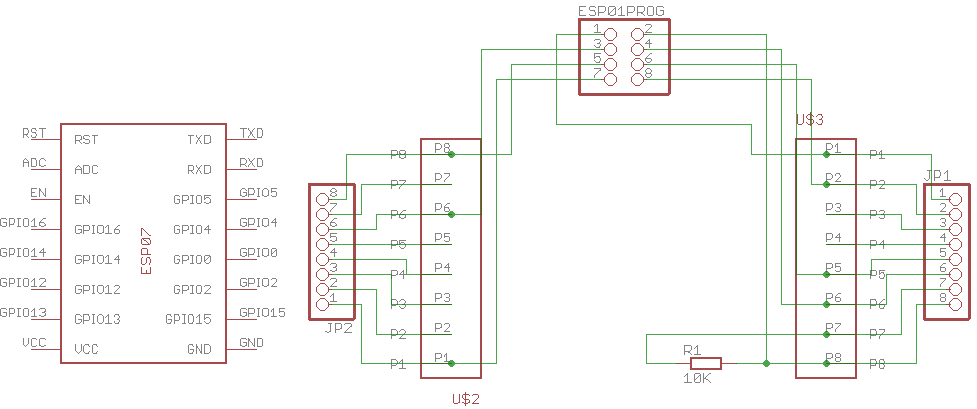 ESP01PROG
1 2
3 4
5 6
7 8
RST RST TXD TXD
ADC ADC RXD RXD
EN EN GPIO5 GPIO5
GPIO16 GPIO16 GPIO4 GPIO4
GPIO14 GPIO14 GPIO0 GPIO0
GPIO12 GPIO12 GPIO2 GPIO2
GPIO13 GPIO13 GPIO15 GPIO15
VCC VCC GND GND
ESP07
8
7
6
5
4
3
2
1
JP2
P8 P8
P7 P7
P6 P6
P5 P5
P4 P4
P3 P3
P2 P2
P1 P1
U$2
R1
10K
U$3
P1 P1
P2 P2
P3 P3
P4 P4
P5 P5
P6 P6
P7 P7
P8 P8
JP1
1
2
3
4
5
6
7
8